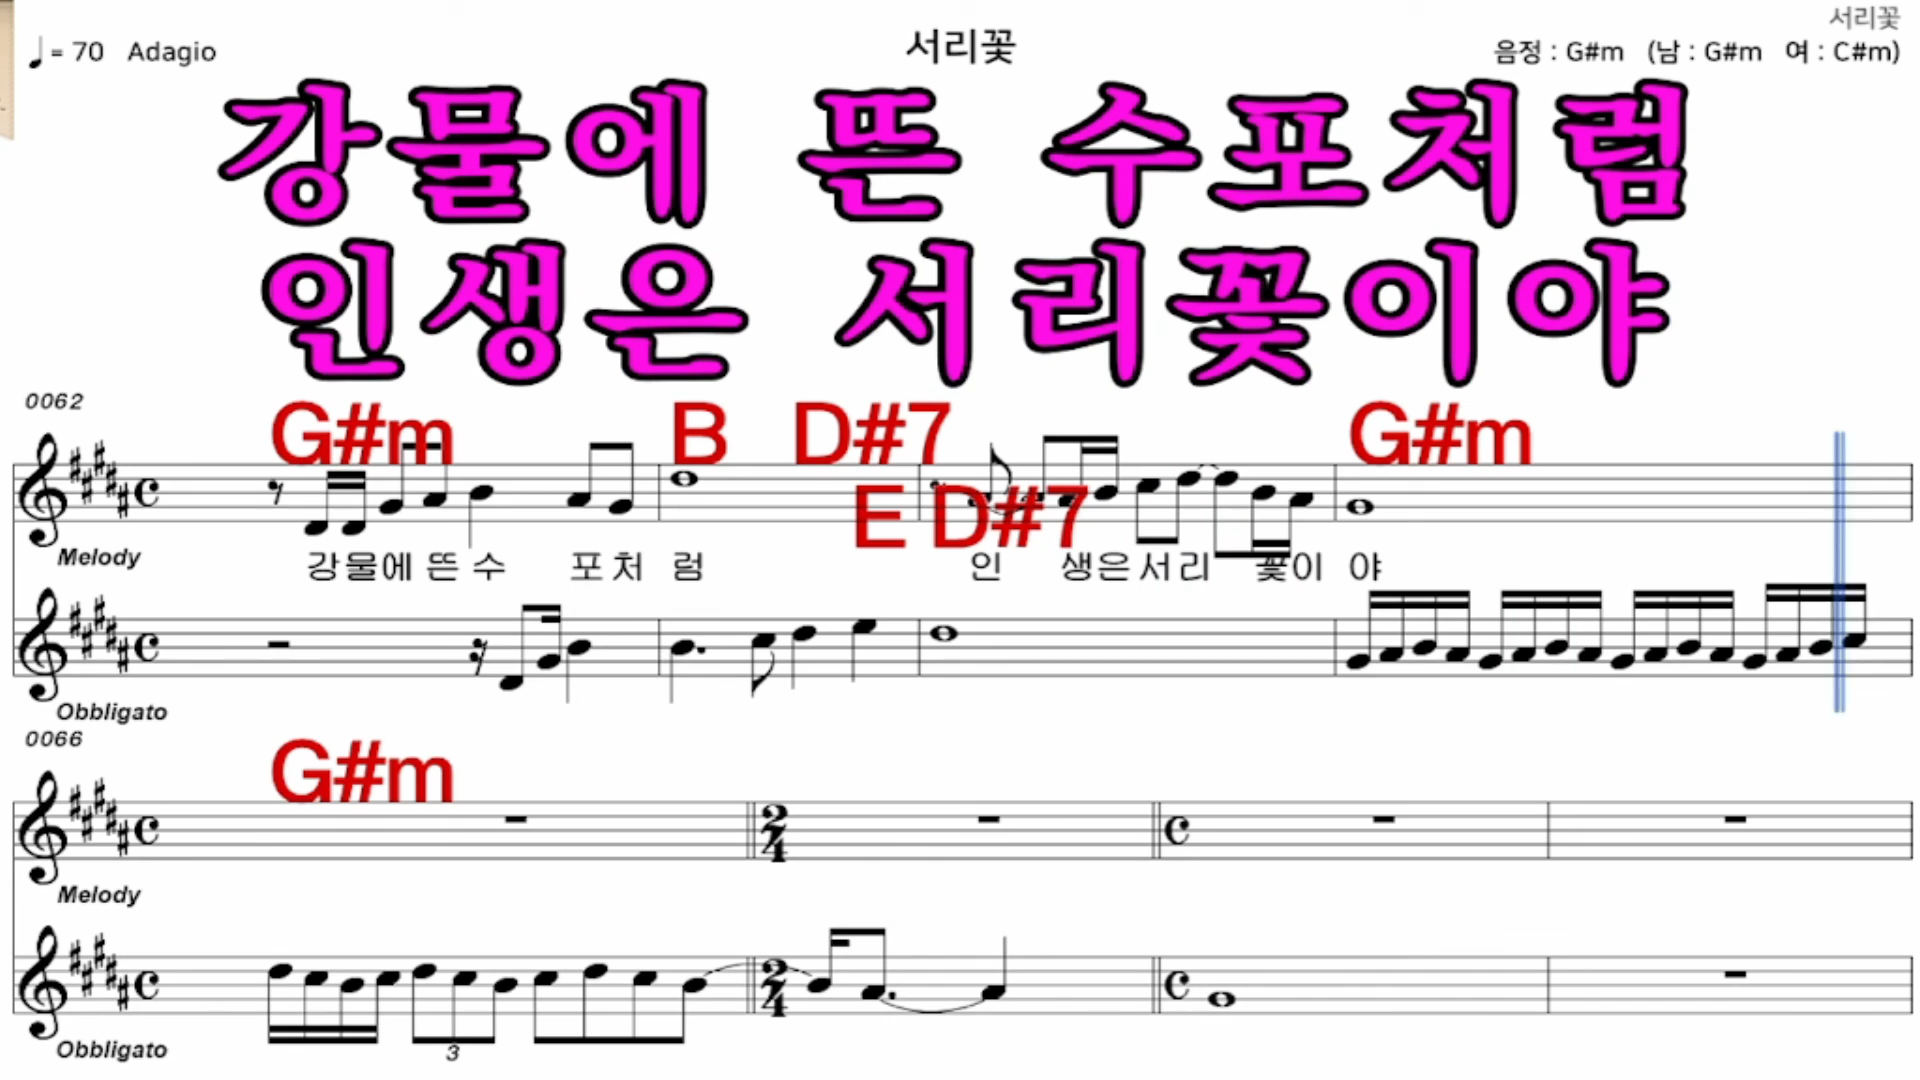 서리꽃
♩= 70 Adagio
서리꽃
음정 : G#m (남 : G#m 여 : C#m)
강물에 뜬 수포처럼
인생은 서리꽃이야
0062
G#m B D#7 G#m
E D#7
Melody
강물에 뜬 수 포처 럼 인 생은서리 꽃이 야
Obbligato
0066
G#m
Melody
3
Obbligato